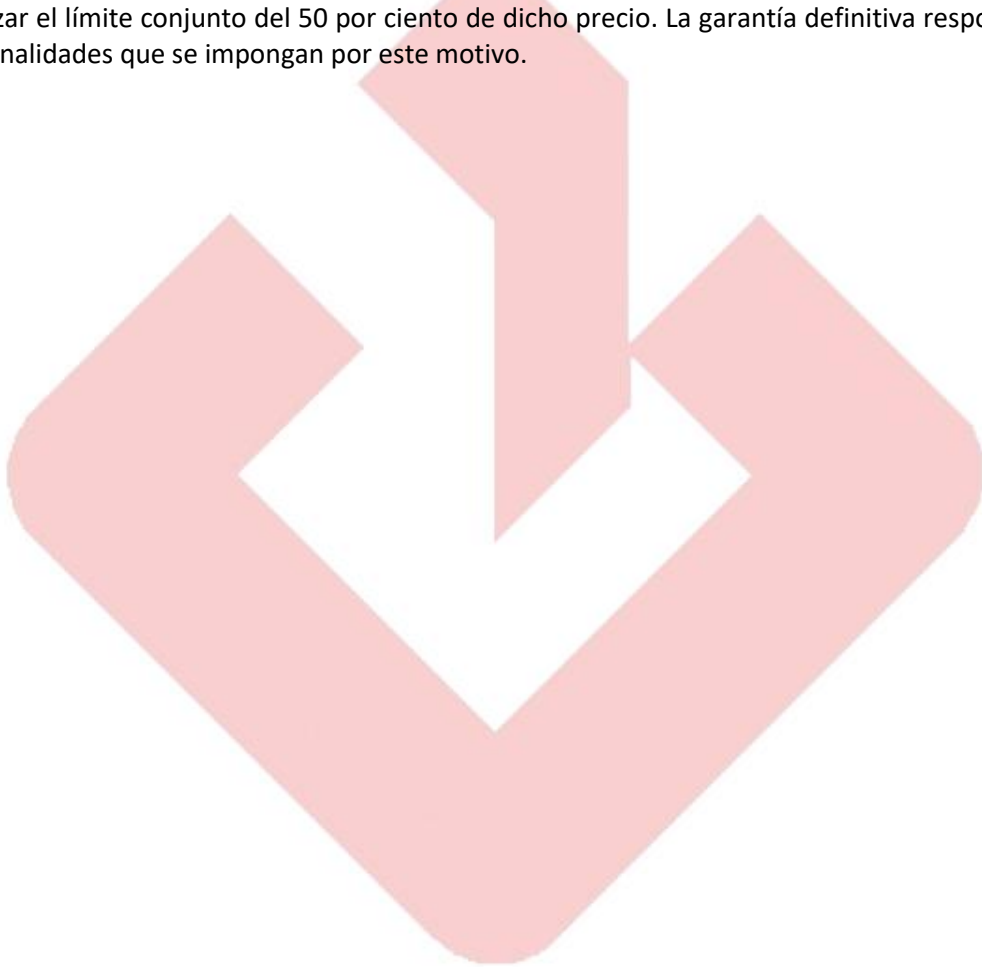 zar el límite conjunto del 50 por ciento de dicho precio. La garantía definitiva respo
nalidades que se impongan por este motivo.